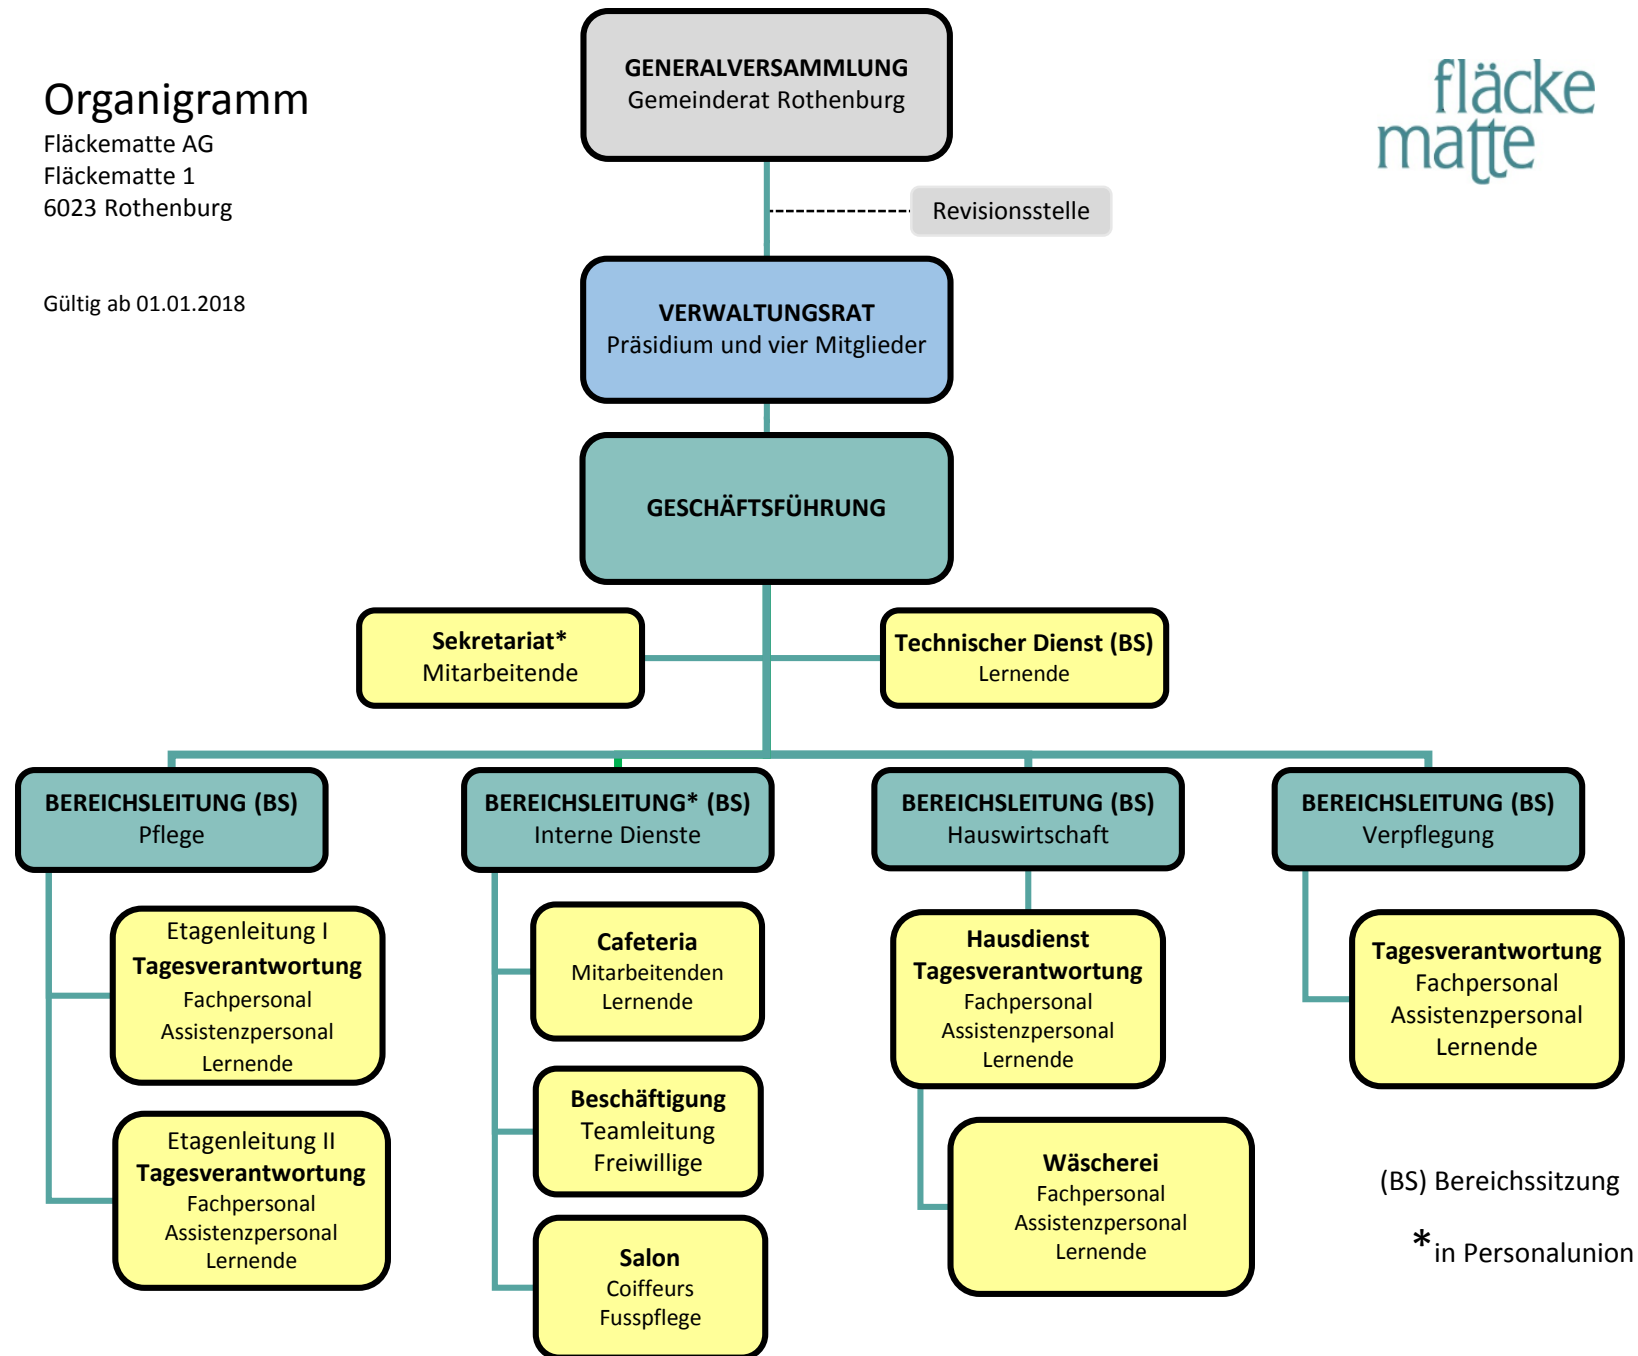 Organigramm
Fläckematte AG
Fläckematte 1
6023 Rothenburg
Gültig ab 01.01.2018
GENERALVERSAMMLUNG
Gemeinderat Rothenburg
fläcke
matte
Revisionsstelle
VERWALTUNGSRAT
Präsidium und vier Mitglieder
GESCHÄFTSFÜHRUNG
Sekretariat*
Mitarbeitende
Technischer Dienst (BS)
Lernende
BEREICHSLEITUNG (BS)
Pflege
Etagenleitung I
Tagesverantwortung
Fachpersonal
Assistenzpersonal
Lernende
Etagenleitung II
Tagesverantwortung
Fachpersonal
Assistenzpersonal
Lernende
BEREICHSLEITUNG* (BS)
Interne Dienste
Cafeteria
Mitarbeitenden
Lernende
Beschäftigung
Teamleitung
Freiwillige
Salon
Coiffeurs
Fusspflege
BEREICHSLEITUNG (BS)
Hauswirtschaft
Hausdienst
Tagesverantwortung
Fachpersonal
Assistenzpersonal
Lernende
Wäscherei
Fachpersonal
Assistenzpersonal
Lernende
BEREICHSLEITUNG (BS)
Verpflegung
Tagesverantwortung
Fachpersonal
Assistenzpersonal
Lernende
(BS) Bereichssitzung
* in Personalunion